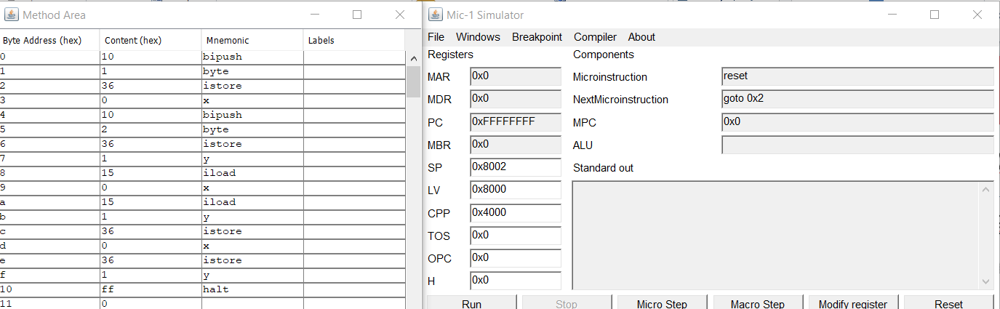 Method Area
Byte Address (hex) Content (hex) Mnemonic Labels
0 10 bipush
1 1 byte
2 36 istore
3 0 x
4 10 bipush
5 2 byte
6 36 istore
7 1 y
8 15 iload
9 0 x
a 15 iload
b 1 y
c 36 istore
d 0 x
e 36 istore
f 1 y
10 ff halt
11 0
Mic-1 Simulator
File Windows Breakpoint Compiler About
Registers Components
MAR 0x0 Microinstruction reset
MDR 0x0 NextMicroinstruction goto 0x2
PC 0xFFFFFFFF MPC 0x0
MBR 0x0 ALU
SP 0x8002 Standard out
LV 0x8000
CPP 0x4000
TOS 0x0
OPC 0x0
H 0x0
Run Stop Micro Step Macro Step Modify register Reset